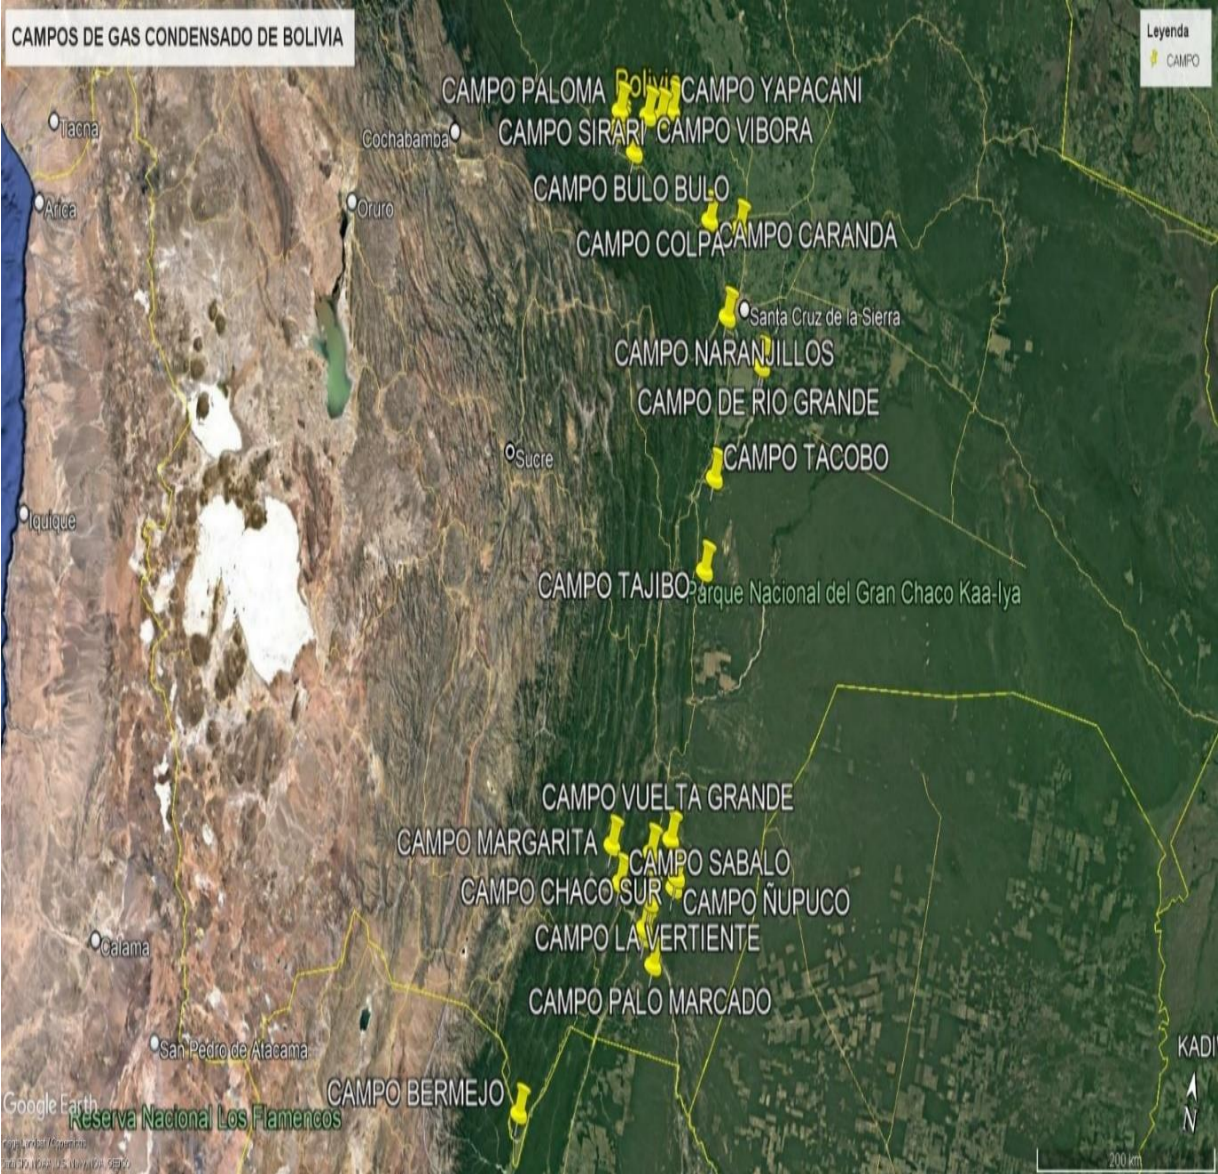 CAMPOS DE GAS CONDENSADO DE BOLIVIA
Leyenda
CAMPO
CAMPO PALOMA
Bolivia
CAMPO YAPACANI
Tacna
Cochabamba
CAMPO SIRARI
CAMPO VIBORA
CAMPO BULO BULO
Arica
Oruro
CAMPO COLPA
CAMPO CARANDA
Santa Cruz de la Sierra
CAMPO NARANJILLOS
CAMPO DE RIO GRANDE
Sucre
CAMPO TACOBO
Iquique
CAMPO TAJIBO
Parque Nacional del Gran Chaco Kaa-Iya
CAMPO VUELTA GRANDE
CAMPO MARGARITA
CAMPO SABALO
CAMPO CHACO SUR
CAMPO ÑUPUCO
CAMPO LA VERTIENTE
Calama
CAMPO PALO MARCADO
San Pedro de Atacama
KADI
CAMPO BERMEJO
Google Earth
Reserva Nacional Los Flamencos
N
200 km